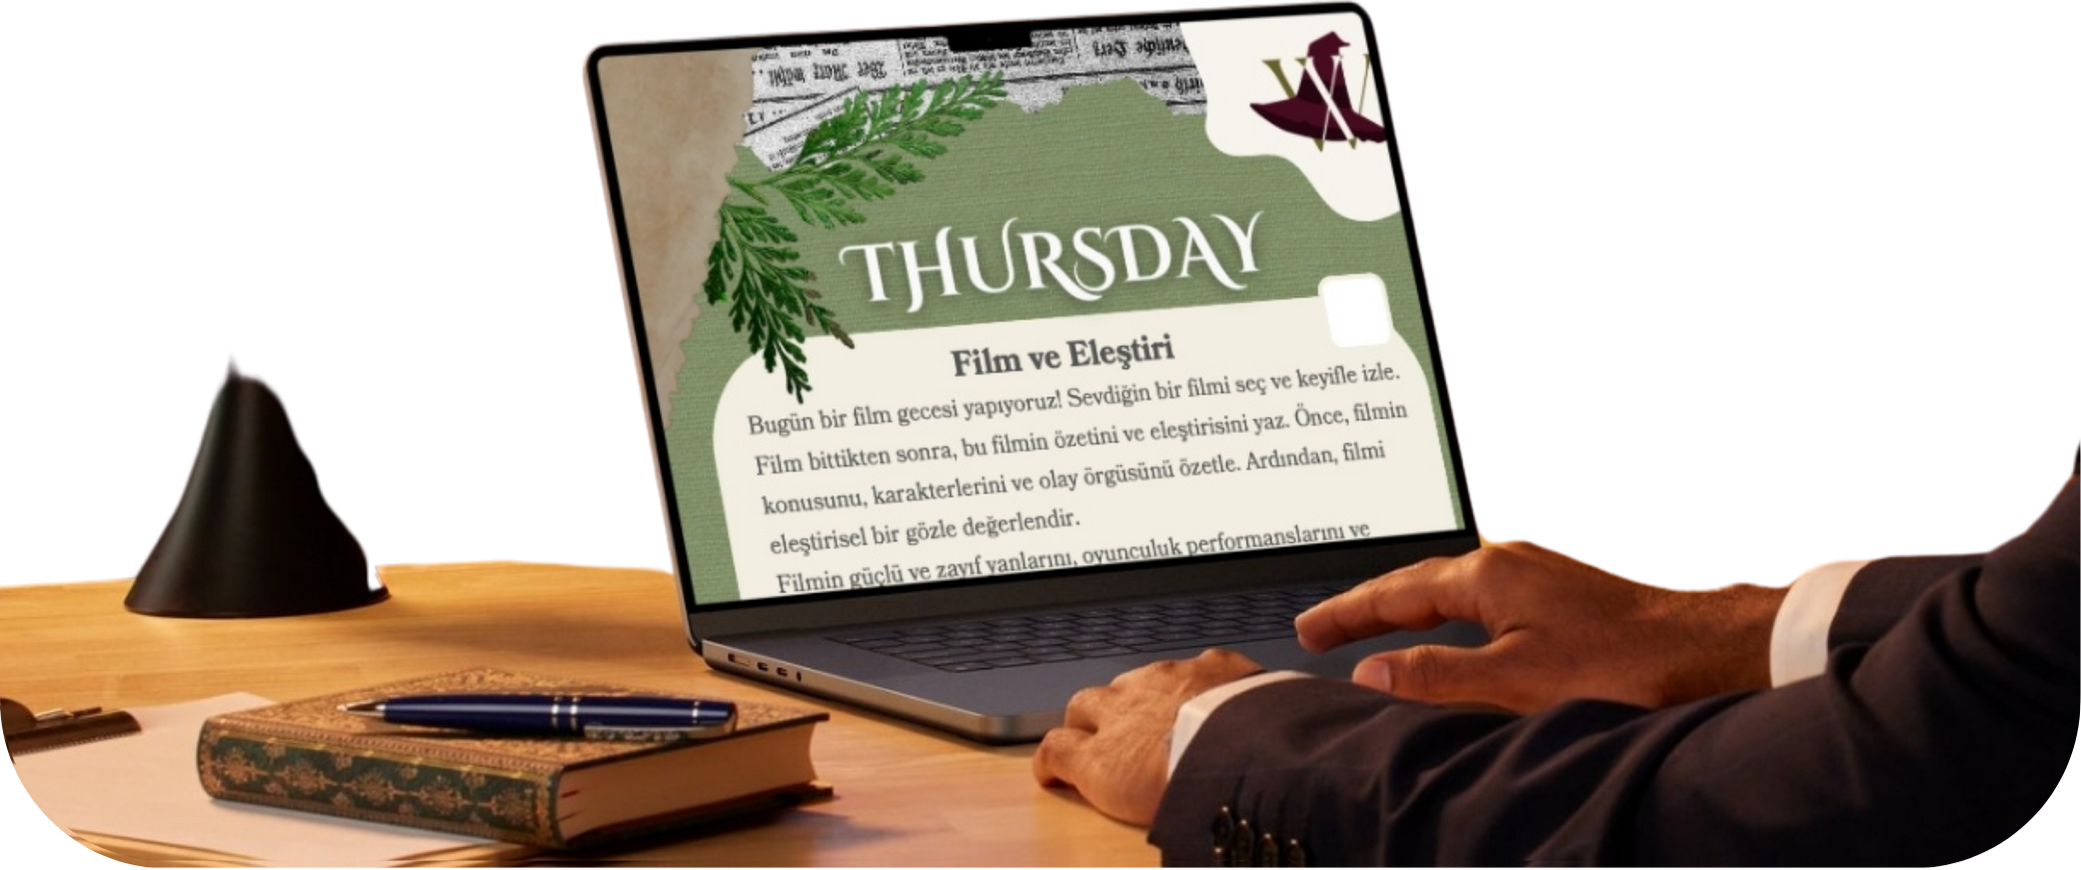 THURSDAY
Film ve Eleştiri
Bugün bir film gecesi yapıyoruz! Sevdiğin bir filmi seç ve keyifle izle.
Film bittikten sonra, bu filmin özetini ve eleştirisini yaz. Önce, filmin
konusunu, karakterlerini ve olay örgüsünü özetle. Ardından, filmi
eleştirisel bir gözle değerlendir.
Filmin güçlü ve zayıf yanlarını, oyunculuk performanslarını ve